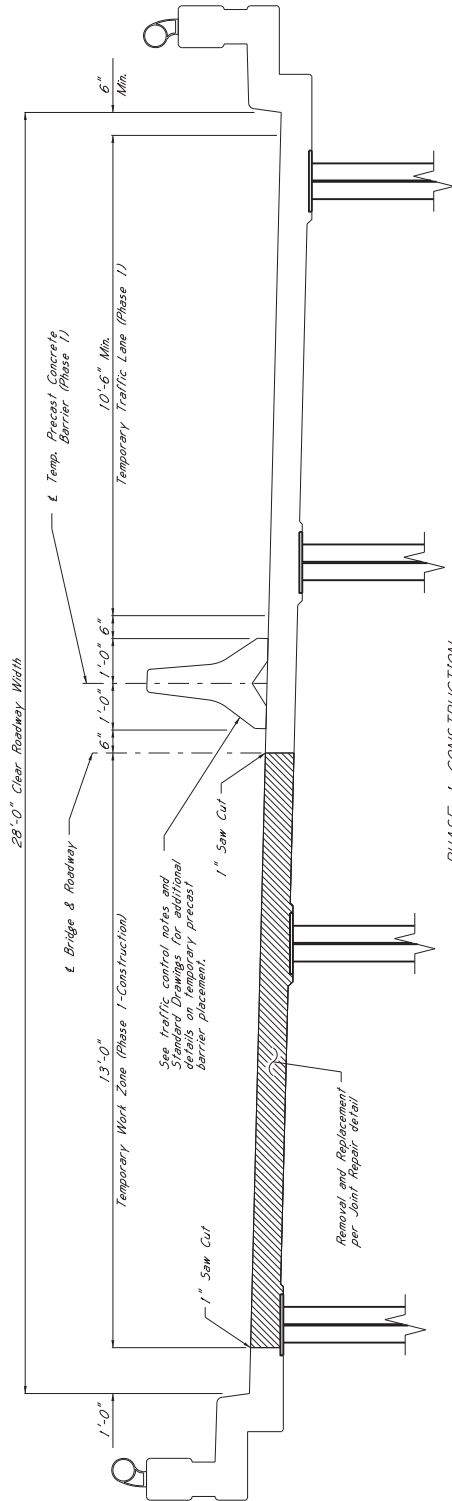 28'-0" Clear Roadway Width
℄ Bridge & Roadway
℄ Temp. Precast Concrete
Barrier (Phase 1)
1'-0"
13'-0"
Temporary Work Zone (Phase 1-Construction)
6"
1'-0"
1'-0"
6"
10'-6" Min.
Temporary Traffic Lane (Phase 1)
6"
Min.
1" Saw Cut
See traffic control notes and
Standard Drawings for additional
details on temporary precast
barrier placement.
1" Saw Cut
Removal and Replacement
per Joint Repair detail